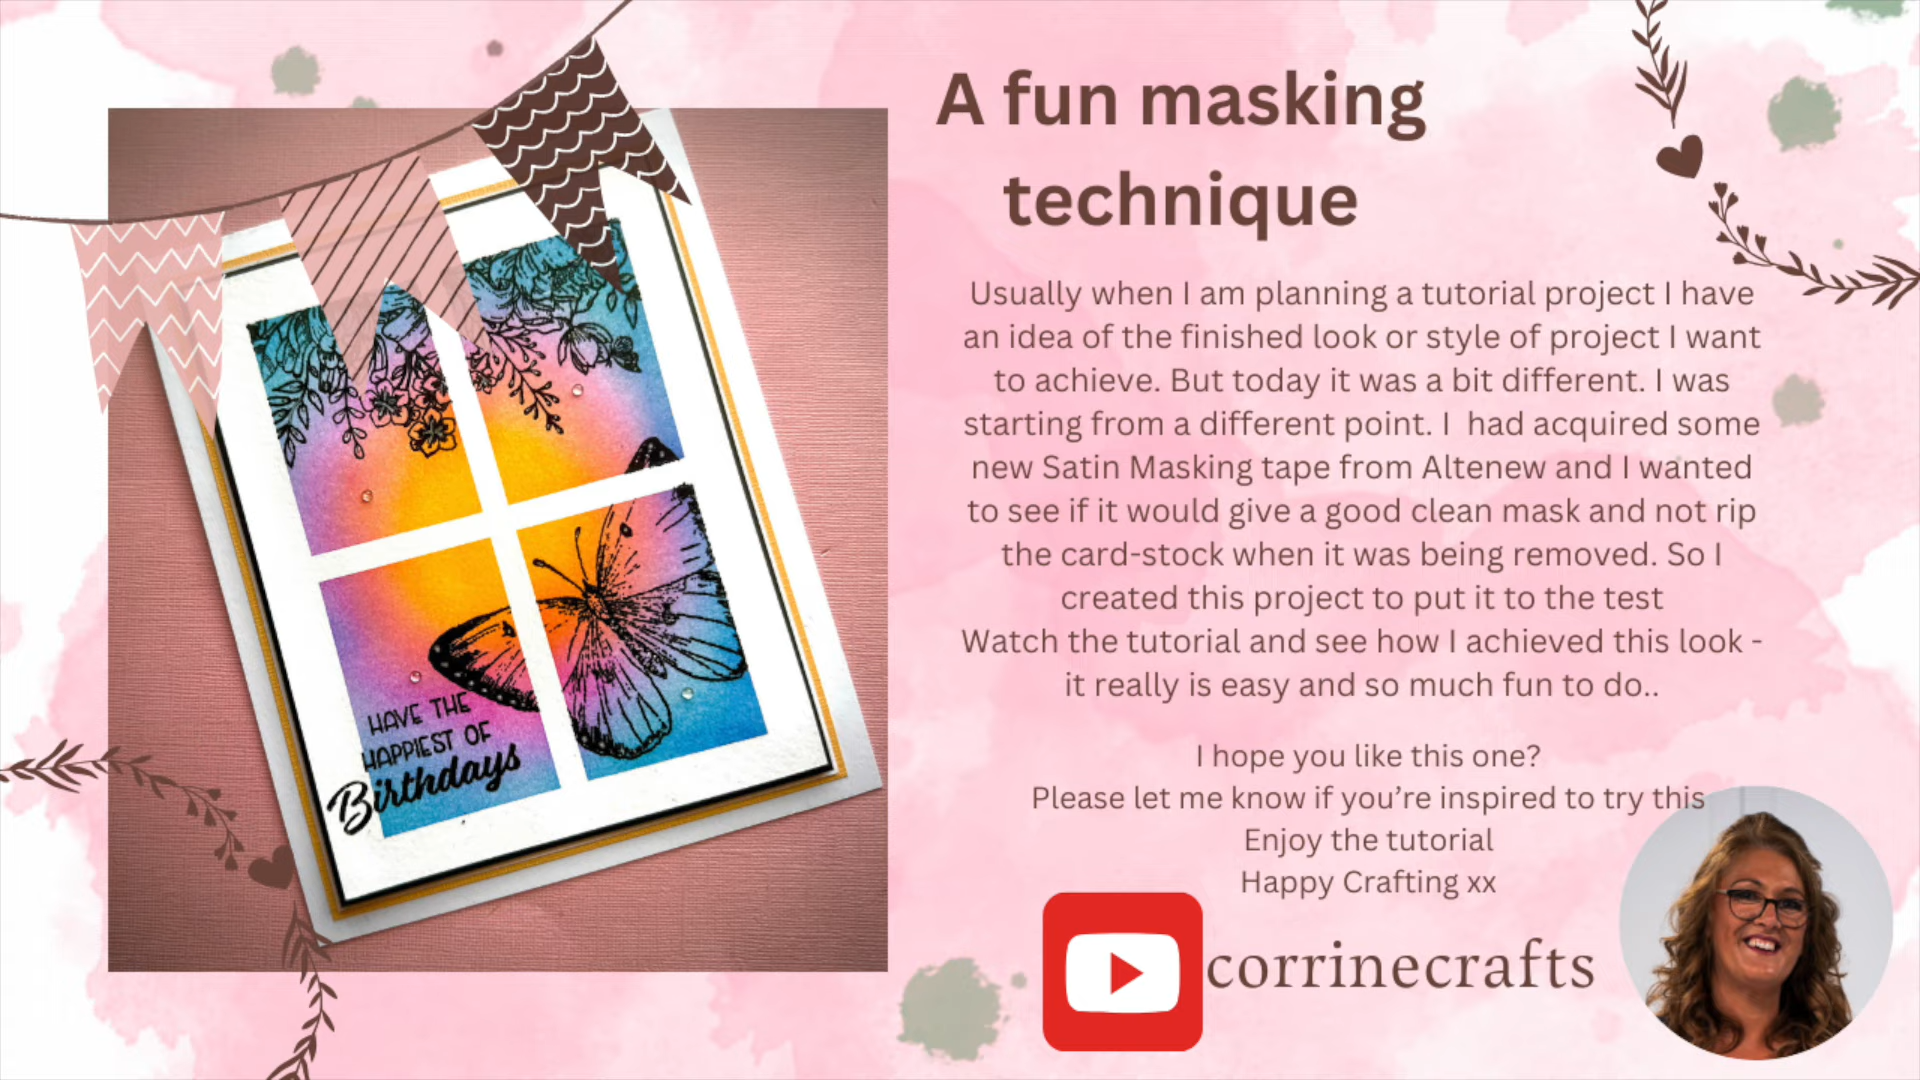 A fun masking
technique
Usually when I am planning a tutorial project I have
an idea of the finished look or style of project I want
to achieve. But today it was a bit different. I was
starting from a different point. I  had acquired some
new Satin Masking tape from Altenew and I wanted
to see if it would give a good clean mask and not rip
the card-stock when it was being removed. So I
created this project to put it to the test
Watch the tutorial and see how I achieved this look -
it really is easy and so much fun to do..
I hope you like this one?
Please let me know if you’re inspired to try this
Enjoy the tutorial
Happy Crafting xx
corrinecrafts
HAVE THE
HAPPIEST OF
Birthdays